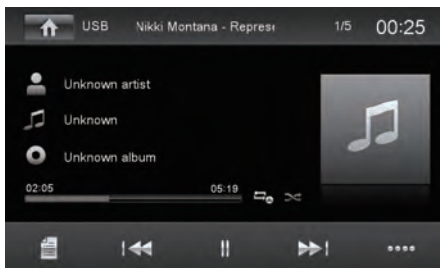 USB Nikki Montana - Represe 1/5 00:25
Unknown artist
Unknown
Unknown album
02:05 05:19